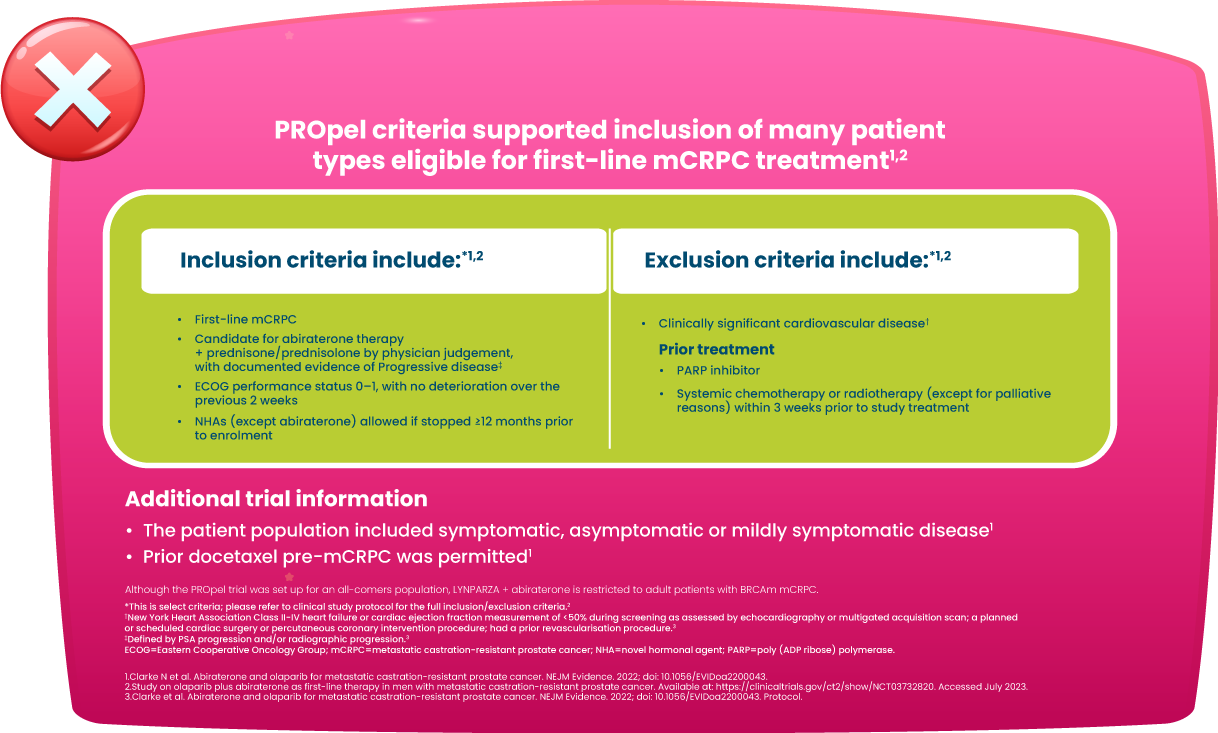 PROpel criteria supported inclusion of many patient
types eligible for first-line mCRPC treatment1,2
Inclusion criteria include:*1,2
• First-line mCRPC
• Candidate for abiraterone therapy
+ prednisone/prednisolone by physician judgement,
with documented evidence of Progressive disease‡
• ECOG performance status 0–1, with no deterioration over the
previous 2 weeks
• NHAs (except abiraterone) allowed if stopped ≥12 months prior
to enrolment
Exclusion criteria include:*1,2
• Clinically significant cardiovascular disease†
Prior treatment
• PARP inhibitor
• Systemic chemotherapy or radiotherapy (except for palliative
reasons) within 3 weeks prior to study treatment
Additional trial information
• The patient population included symptomatic, asymptomatic or mildly symptomatic disease1
• Prior docetaxel pre-mCRPC was permitted1
Although the PROpel trial was set up for an all-comers population, LYNPARZA + abiraterone is restricted to adult patients with BRCAm mCRPC.
*This is select criteria; please refer to clinical study protocol for the full inclusion/exclusion criteria.2
†New York Heart Association Class II–IV heart failure or cardiac ejection fraction measurement of <50% during screening as assessed by echocardiography or multigated acquisition scan; a planned
or scheduled cardiac surgery or percutaneous coronary intervention procedure; had a prior revascularisation procedure.3
‡Defined by PSA progression and/or radiographic progression.3
ECOG=Eastern Cooperative Oncology Group; mCRPC=metastatic castration-resistant prostate cancer; NHA=novel hormonal agent; PARP=poly (ADP ribose) polymerase.
1.Clarke N et al. Abiraterone and olaparib for metastatic castration-resistant prostate cancer. NEJM Evidence. 2022; doi: 10.1056/EVIDoa2200043.
2.Study on olaparib plus abiraterone as first-line therapy in men with metastatic castration-resistant prostate cancer. Available at: https://clinicaltrials.gov/ct2/show/NCT03732820. Accessed July 2023.
3.Clarke et al. Abiraterone and olaparib for metastatic castration-resistant prostate cancer. NEJM Evidence. 2022; doi: 10.1056/EVIDoa2200043. Protocol.